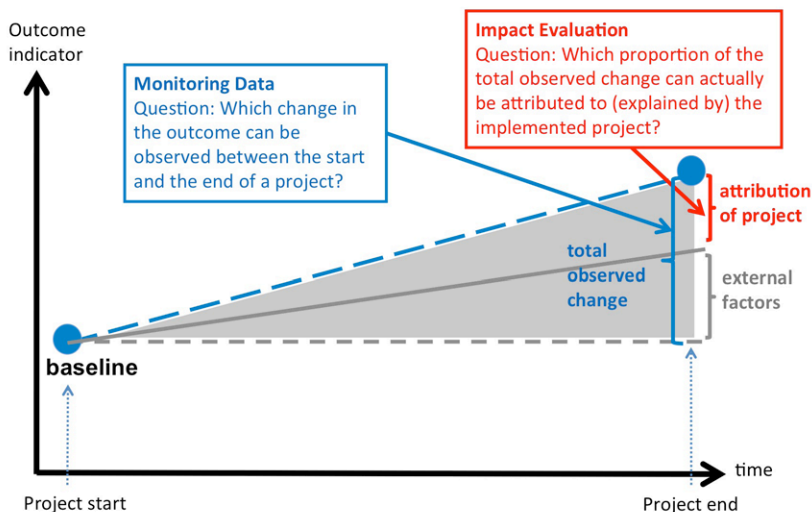 Outcome
indicator
Monitoring Data
Question: Which change in
the outcome can be
observed between the start
and the end of a project?
Impact Evaluation
Question: Which proportion of the
total observed change can actually
be attributed to (explained by) the
implemented project?
attribution
of project
total
observed
change
external
factors
baseline
time
Project start
Project end